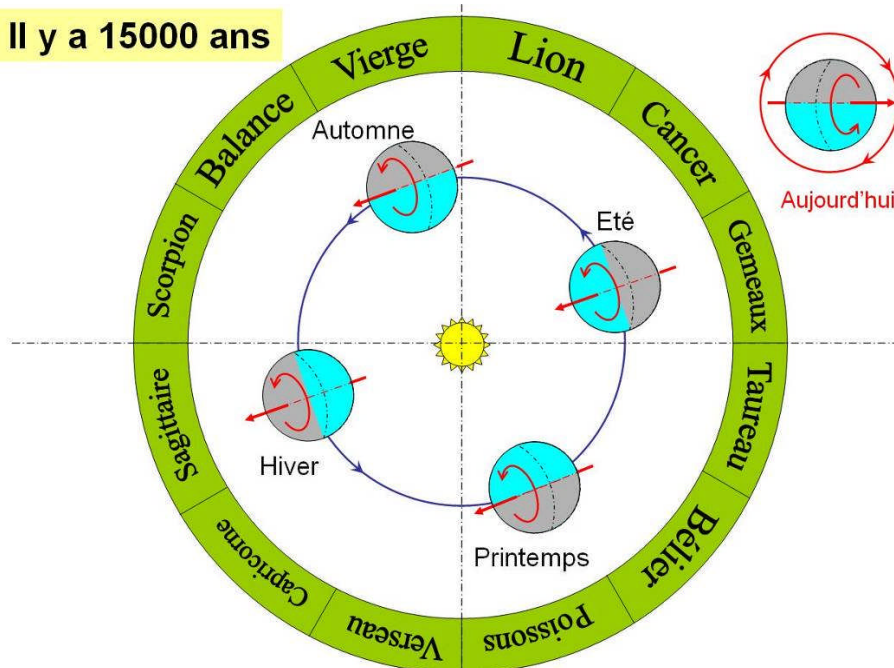 Il y a 15000 ans
Vierge
Lion
Balance
Cancer
Automne
Aujourd'hui
Eté
Scorpion
Gemeaux
Sagittaire
Taureau
Hiver
Printemps
Bélier
Capricorne
Verseau
Poissons